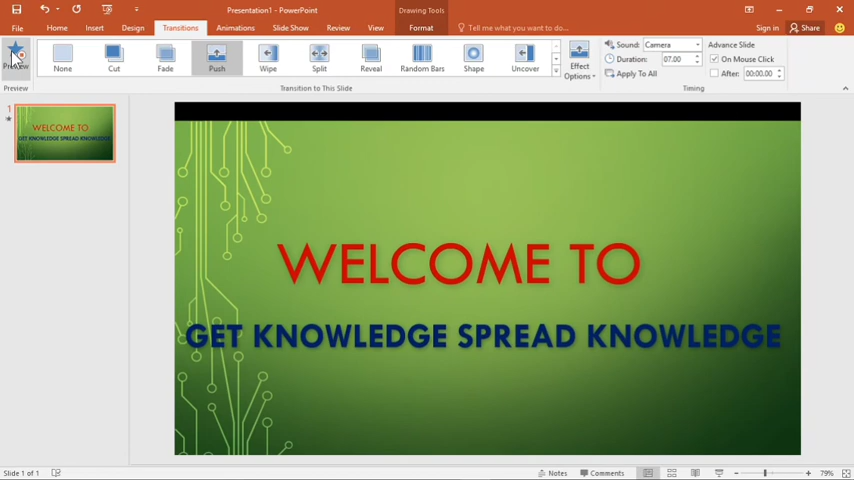 Presentation1 - PowerPoint
Drawing Tools
File
Home
Insert
Design
Transitions
Animations
Slide Show
Review
View
Format
Tell me what you want to do...
Sign in
Share
Preview
None
Cut
Fade
Push
Wipe
Split
Reveal
Random Bars
Shape
Uncover
Effect
Options
Sound: Camera
Duration: 07.00
Apply To All
Advance Slide
On Mouse Click
After: 00:00.00
Preview
Transition to This Slide
Timing
1
WELCOME TO
GET KNOWLEDGE SPREAD KNOWLEDGE
WELCOME TO
GET KNOWLEDGE SPREAD KNOWLEDGE
Slide 1 of 1
Notes
Comments
79%